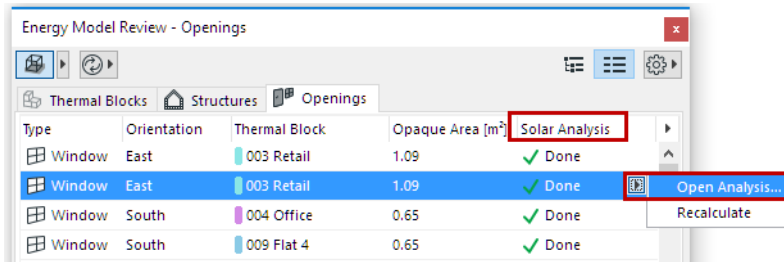 Energy Model Review - Openings
Thermal Blocks Structures Openings
Type Orientation Thermal Block Opaque Area [m²] Solar Analysis
Window East 003 Retail 1.09 Done
Window East 003 Retail 1.09 Done Open Analysis...
Recalculate
Window South 004 Office 0.65 Done
Window South 009 Flat 4 0.65 Done